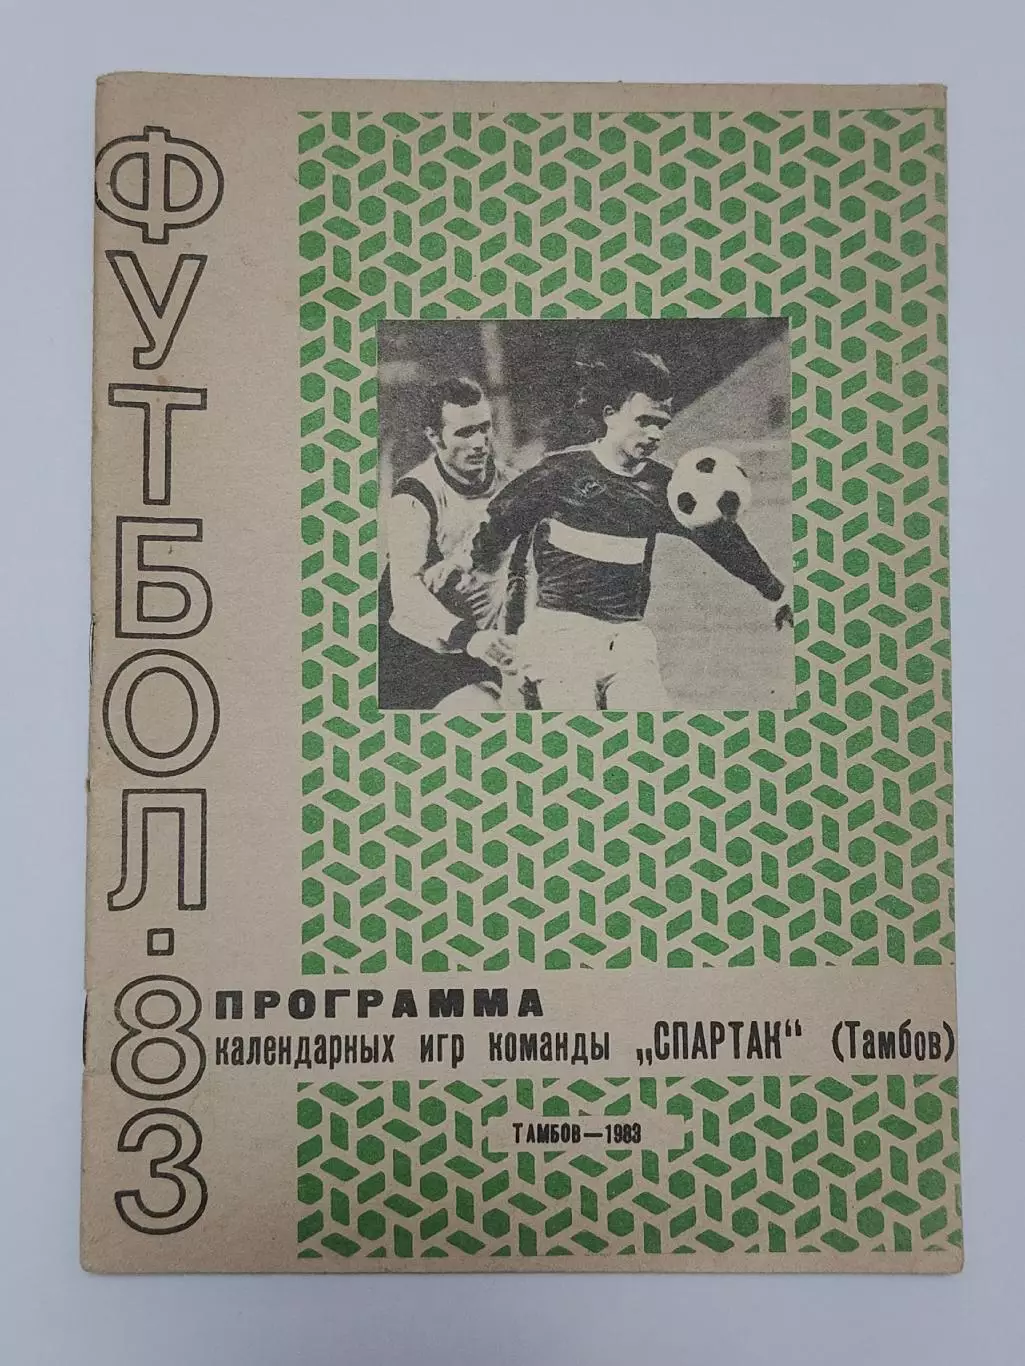 ФУТБОЛ·83
ПРОГРАММА
календарных игр команды „СПАРТАК“ (Тамбов)
ТАМБОВ—1983